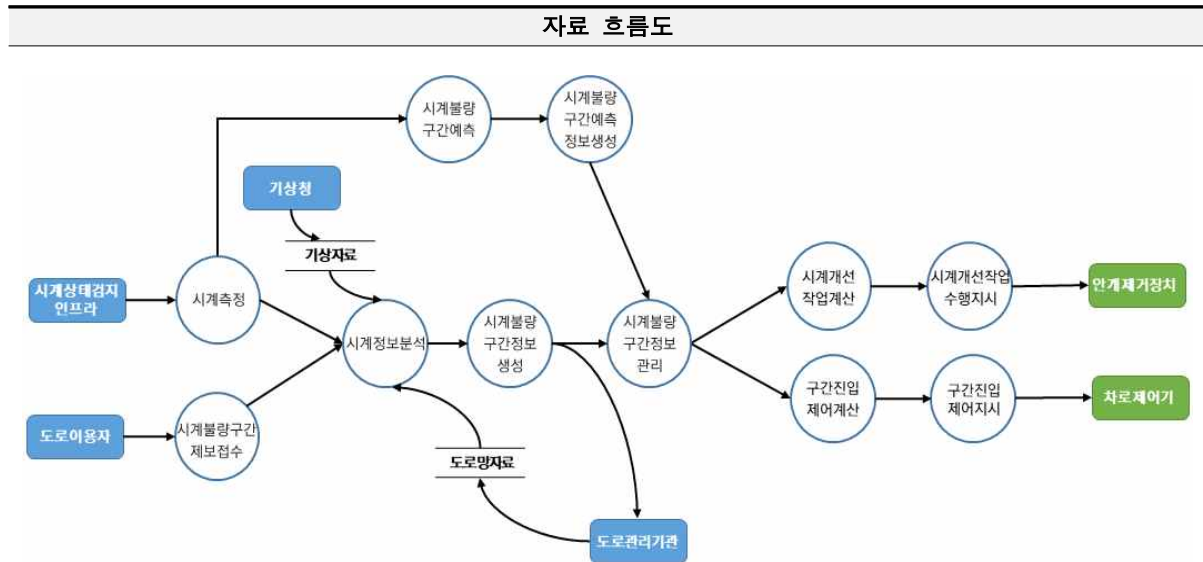 자료 흐름도
시계불량
구간예측
시계불량
구간예측
정보생성
기상청
기상자료
시계상태검지
인프라
시계측정
시계정보분석
시계불량
구간정보
생성
시계불량
구간정보
관리
시계개선
작업계산
시계개선작업
수행지시
안개제거장치
구간진입
제어계산
구간진입
제어지시
차로제어기
도로이용자
시계불량구간
제보접수
도로망자료
도로관리기관